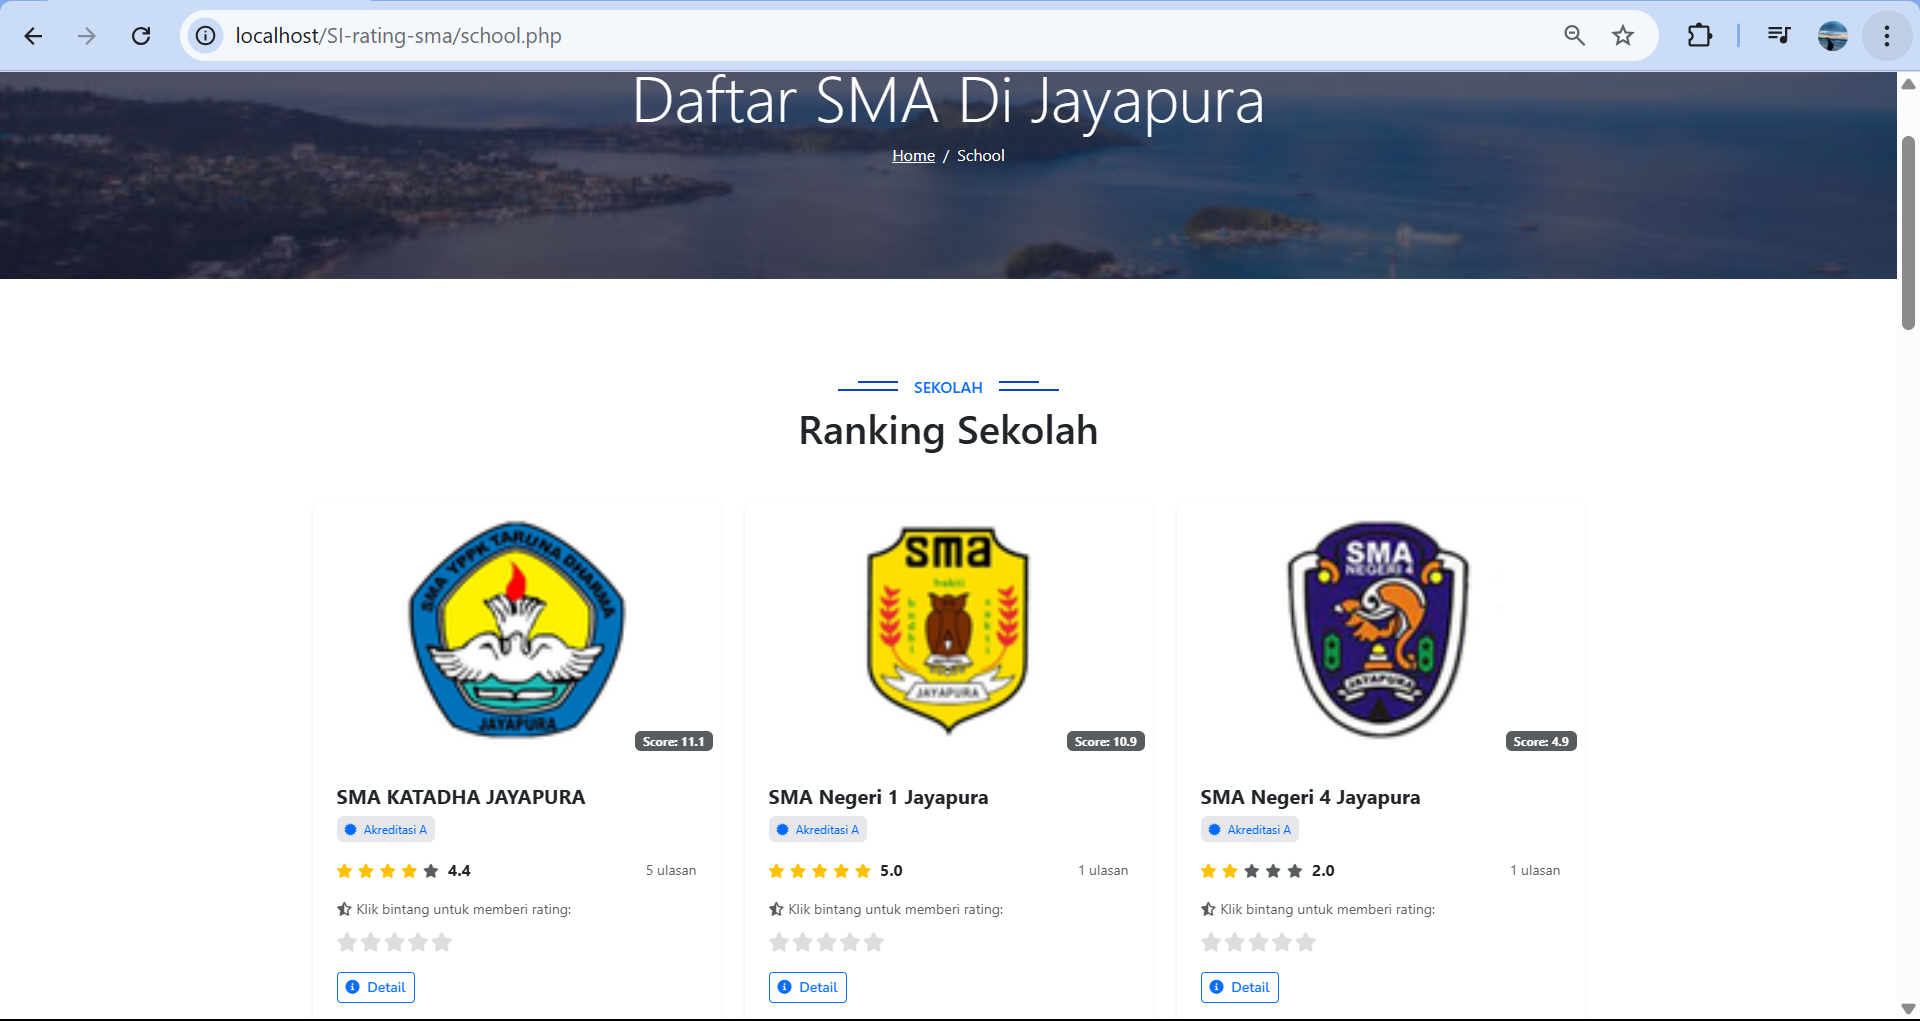 localhost/SI-rating-sma/school.php
Daftar SMA Di Jayapura
Home / School
SEKOLAH
Ranking Sekolah
SMA YPPK TARUNA DHARMA
JAYAPURA
Score: 11.1
sma
bakti
budhi
sakti
JAYAPURA
Score: 10.9
SMA
NEGERI 4
JAYAPURA
Score: 4.9
SMA KATADHA JAYAPURA
Akreditasi A
4.4
5 ulasan
Klik bintang untuk memberi rating:
Detail
SMA Negeri 1 Jayapura
Akreditasi A
5.0
1 ulasan
Klik bintang untuk memberi rating:
Detail
SMA Negeri 4 Jayapura
Akreditasi A
2.0
1 ulasan
Klik bintang untuk memberi rating:
Detail